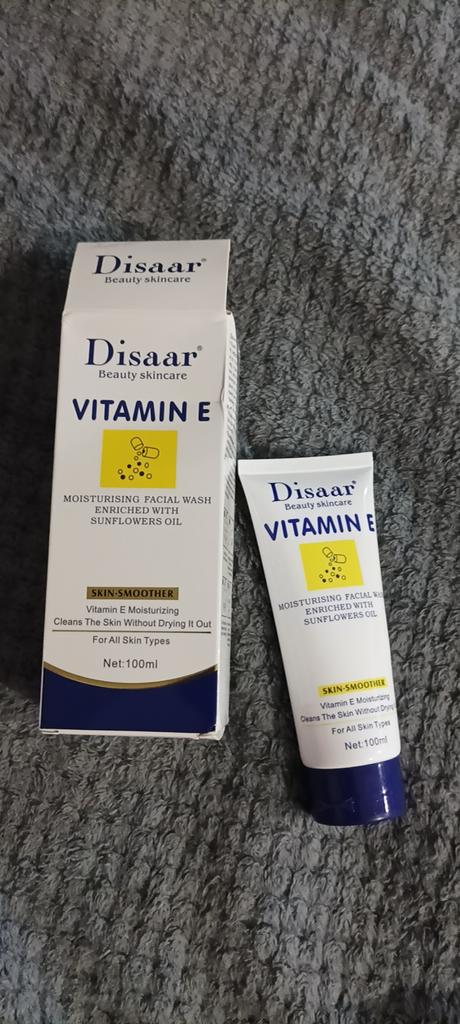 Disaar®
Beauty skincare
Disaar®
Beauty skincare
VITAMIN E
MOISTURISING FACIAL WASH
ENRICHED WITH
SUNFLOWERS OIL
SKIN-SMOOTHER
Vitamin E Moisturizing
Cleans The Skin Without Drying It Out
For All Skin Types
Net:100ml
Disaar®
Beauty skincare
VITAMIN E
MOISTURISING FACIAL WASH
ENRICHED WITH
SUNFLOWERS OIL
SKIN-SMOOTHER
Vitamin E Moisturizing
Cleans The Skin Without Drying
For All Skin Types
Net:100ml